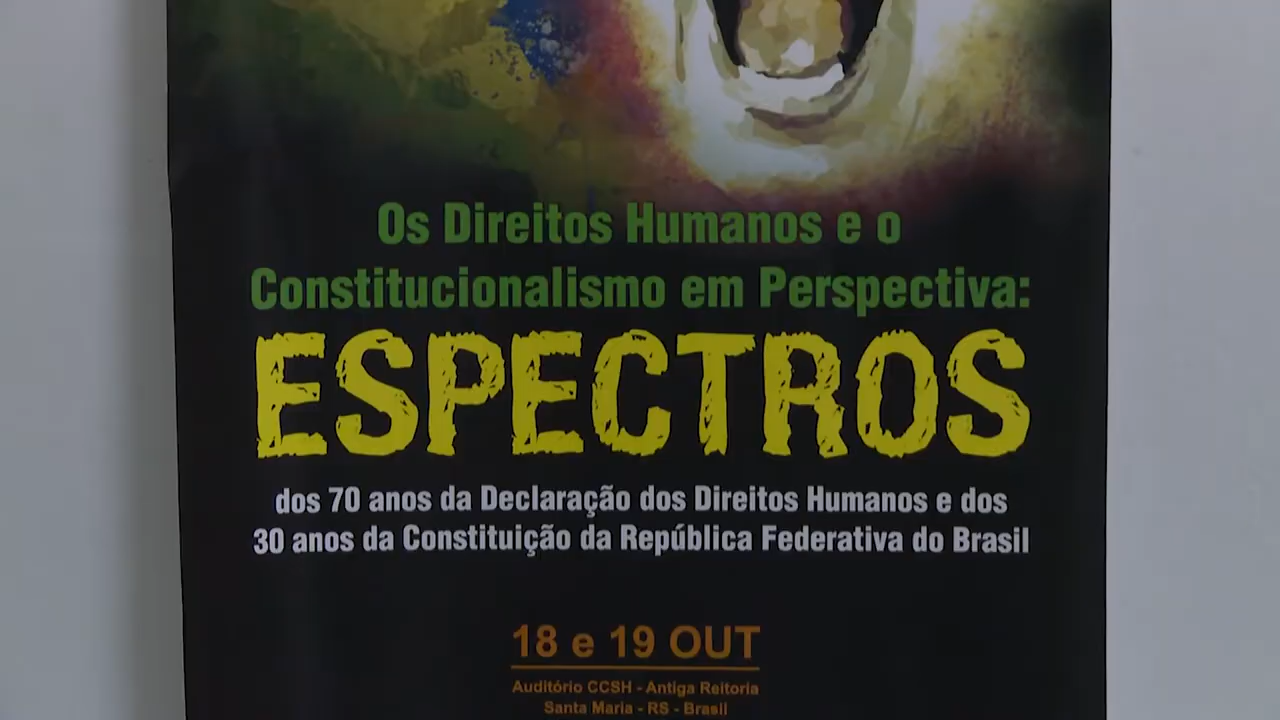 Os Direitos Humanos e o
Constitucionalismo em Perspectiva:
ESPECTROS
dos 70 anos da Declaração dos Direitos Humanos e dos
30 anos da Constituição da República Federativa do Brasil
18 e 19 OUT
Auditório CCSH - Antiga Reitoria
Santa Maria - RS - Brasil